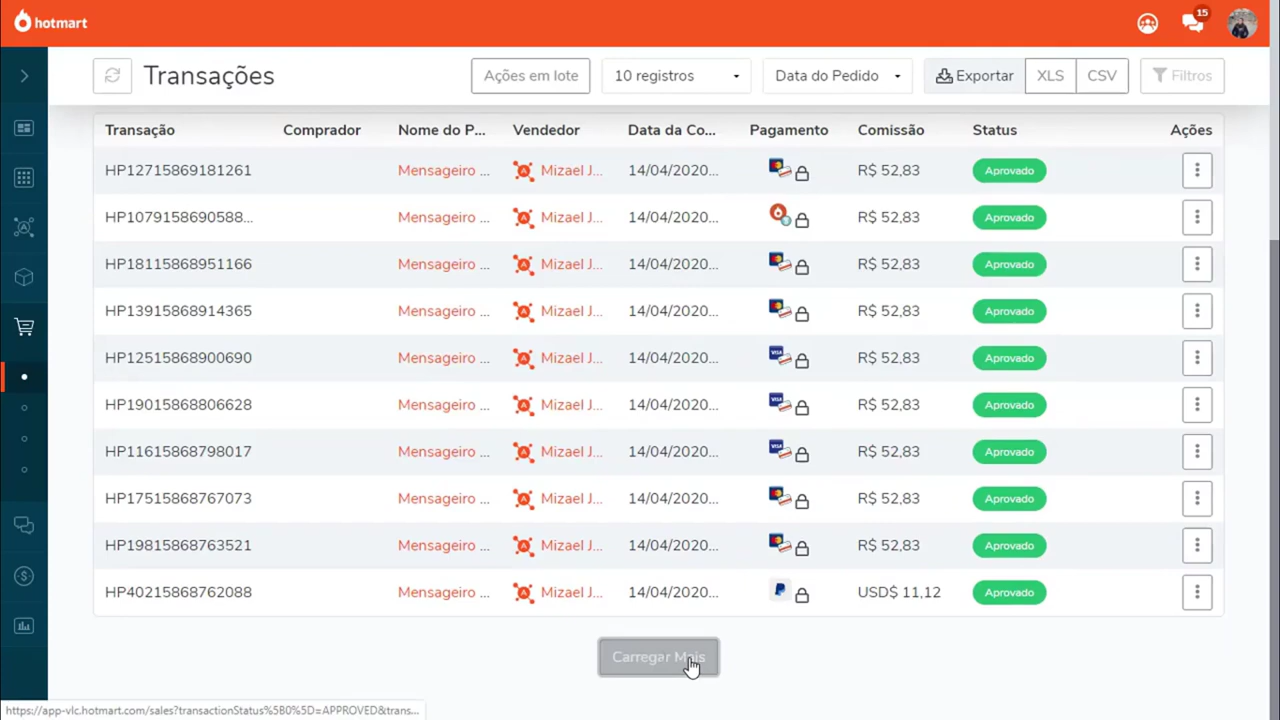 hotmart
15
Transações
Ações em lote
10 registros
Data do Pedido
Exportar
XLS
CSV
Filtros
Transação Comprador Nome do P... Vendedor Data da Co... Pagamento Comissão Status Ações
HP12715869181261 Mensageiro ... Mizael J... 14/04/2020... R$ 52,83 Aprovado
HP1079158690588... Mensageiro ... Mizael J... 14/04/2020... R$ 52,83 Aprovado
HP18115868951166 Mensageiro ... Mizael J... 14/04/2020... R$ 52,83 Aprovado
HP13915868914365 Mensageiro ... Mizael J... 14/04/2020... R$ 52,83 Aprovado
HP12515868900690 Mensageiro ... Mizael J... 14/04/2020... VISA R$ 52,83 Aprovado
HP19015868806628 Mensageiro ... Mizael J... 14/04/2020... VISA R$ 52,83 Aprovado
HP11615868798017 Mensageiro ... Mizael J... 14/04/2020... VISA R$ 52,83 Aprovado
HP17515868767073 Mensageiro ... Mizael J... 14/04/2020... R$ 52,83 Aprovado
HP19815868763521 Mensageiro ... Mizael J... 14/04/2020... R$ 52,83 Aprovado
HP40215868762088 Mensageiro ... Mizael J... 14/04/2020... USD$ 11,12 Aprovado
Carregar Mais
https://app-vlc.hotmart.com/sales?transactionStatus%5B0%5D=APPROVED&trans...